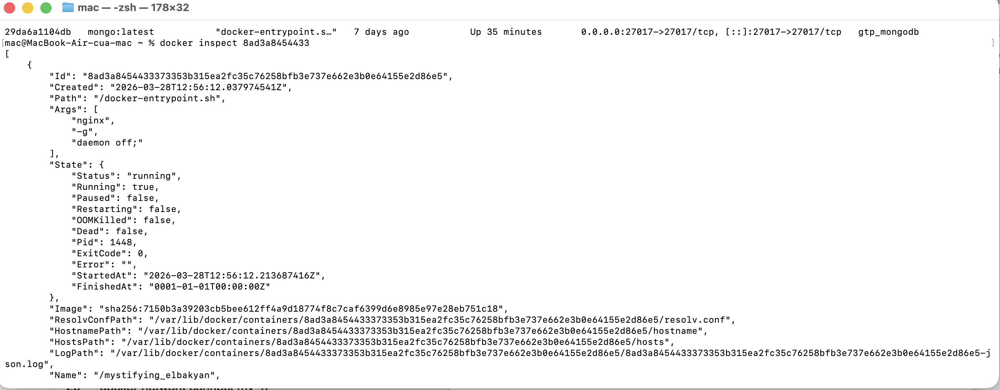 mac — -zsh — 178×32
29da6a1104db   mongo:latest           "docker-entrypoint.s…"   7 days ago           Up 35 minutes       0.0.0.0:27017->27017/tcp, [::]:27017->27017/tcp   gtp_mongodb
[mac@MacBook-Air-cua-mac ~ % docker inspect 8ad3a8454433 ]
[
    {
        "Id": "8ad3a8454433373353b315ea2fc35c76258bfb3e737e662e3b0e64155e2d86e5",
        "Created": "2026-03-28T12:56:12.037974541Z",
        "Path": "/docker-entrypoint.sh",
        "Args": [
            "nginx",
            "-g",
            "daemon off;"
        ],
        "State": {
            "Status": "running",
            "Running": true,
            "Paused": false,
            "Restarting": false,
            "OOMKilled": false,
            "Dead": false,
            "Pid": 1448,
            "ExitCode": 0,
            "Error": "",
            "StartedAt": "2026-03-28T12:56:12.213687416Z",
            "FinishedAt": "0001-01-01T00:00:00Z"
        },
        "Image": "sha256:7150b3a39203cb5bee612ff4a9d18774f8c7caf6399d6e8985e97e28eb751c18",
        "ResolvConfPath": "/var/lib/docker/containers/8ad3a8454433373353b315ea2fc35c76258bfb3e737e662e3b0e64155e2d86e5/resolv.conf",
        "HostnamePath": "/var/lib/docker/containers/8ad3a8454433373353b315ea2fc35c76258bfb3e737e662e3b0e64155e2d86e5/hostname",
        "HostsPath": "/var/lib/docker/containers/8ad3a8454433373353b315ea2fc35c76258bfb3e737e662e3b0e64155e2d86e5/hosts",
        "LogPath": "/var/lib/docker/containers/8ad3a8454433373353b315ea2fc35c76258bfb3e737e662e3b0e64155e2d86e5/8ad3a8454433373353b315ea2fc35c76258bfb3e737e662e3b0e64155e2d86e5-j
son.log",
        "Name": "/mystifying_elbakyan",